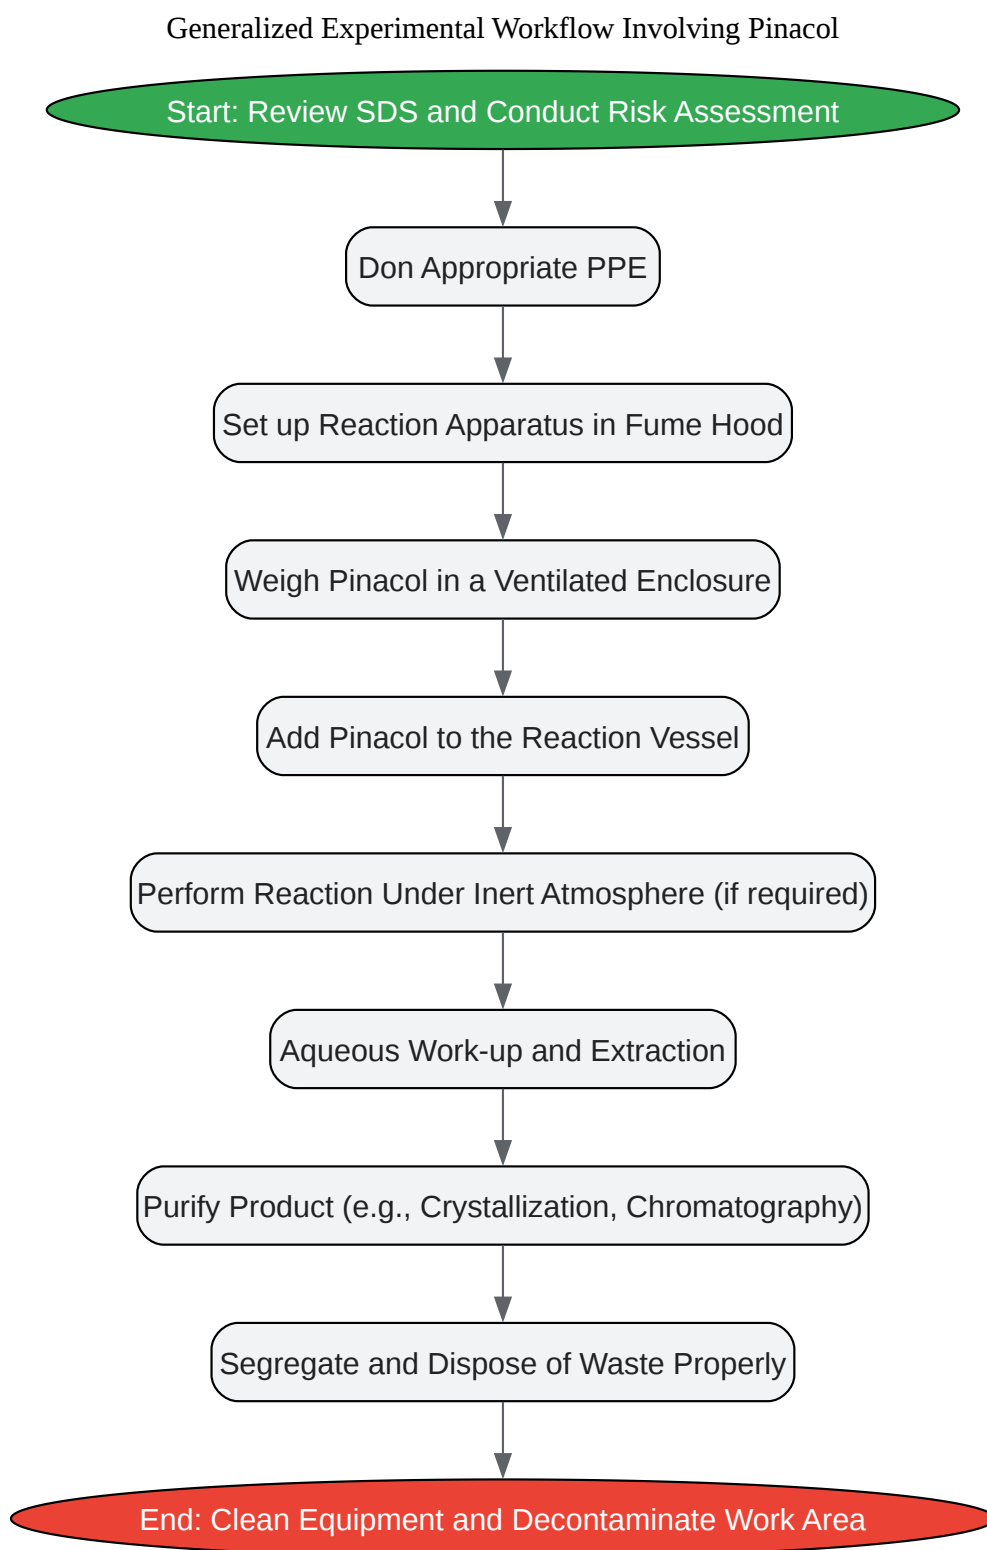 Generalized Experimental Workflow Involving Pinacol
Start: Review SDS and Conduct Risk Assessment
Don Appropriate PPE
Set up Reaction Apparatus in Fume Hood
Weigh Pinacol in a Ventilated Enclosure
Add Pinacol to the Reaction Vessel
Perform Reaction Under Inert Atmosphere (if required)
Aqueous Work-up and Extraction
Purify Product (e.g., Crystallization, Chromatography)
Segregate and Dispose of Waste Properly
End: Clean Equipment and Decontaminate Work Area